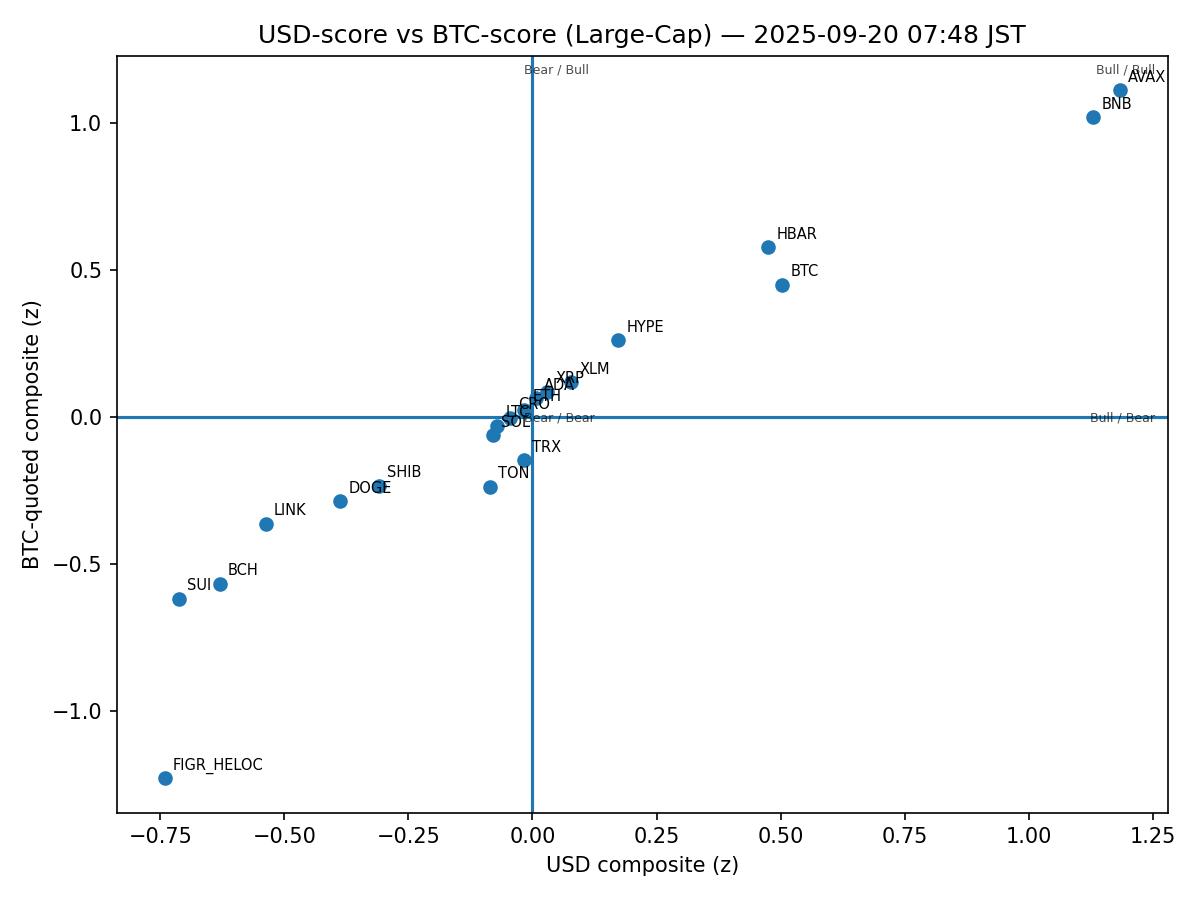 USD-score vs BTC-score (Large-Cap) — 2025-09-20 07:48 JST
Bear / Bull
Bull / Bull
AVAX
BNB
HBAR
BTC
HYPE
XLM
XRP
ADA
ETH
CRO
LTC
SOL
Bear / Bear
Bull / Bear
TRX
TON
SHIB
DOGE
LINK
BCH
SUI
FIGR_HELOC
1.0
0.5
0.0
−0.5
−1.0
BTC-quoted composite (z)
−0.75
−0.50
−0.25
0.00
0.25
0.50
0.75
1.00
1.25
USD composite (z)